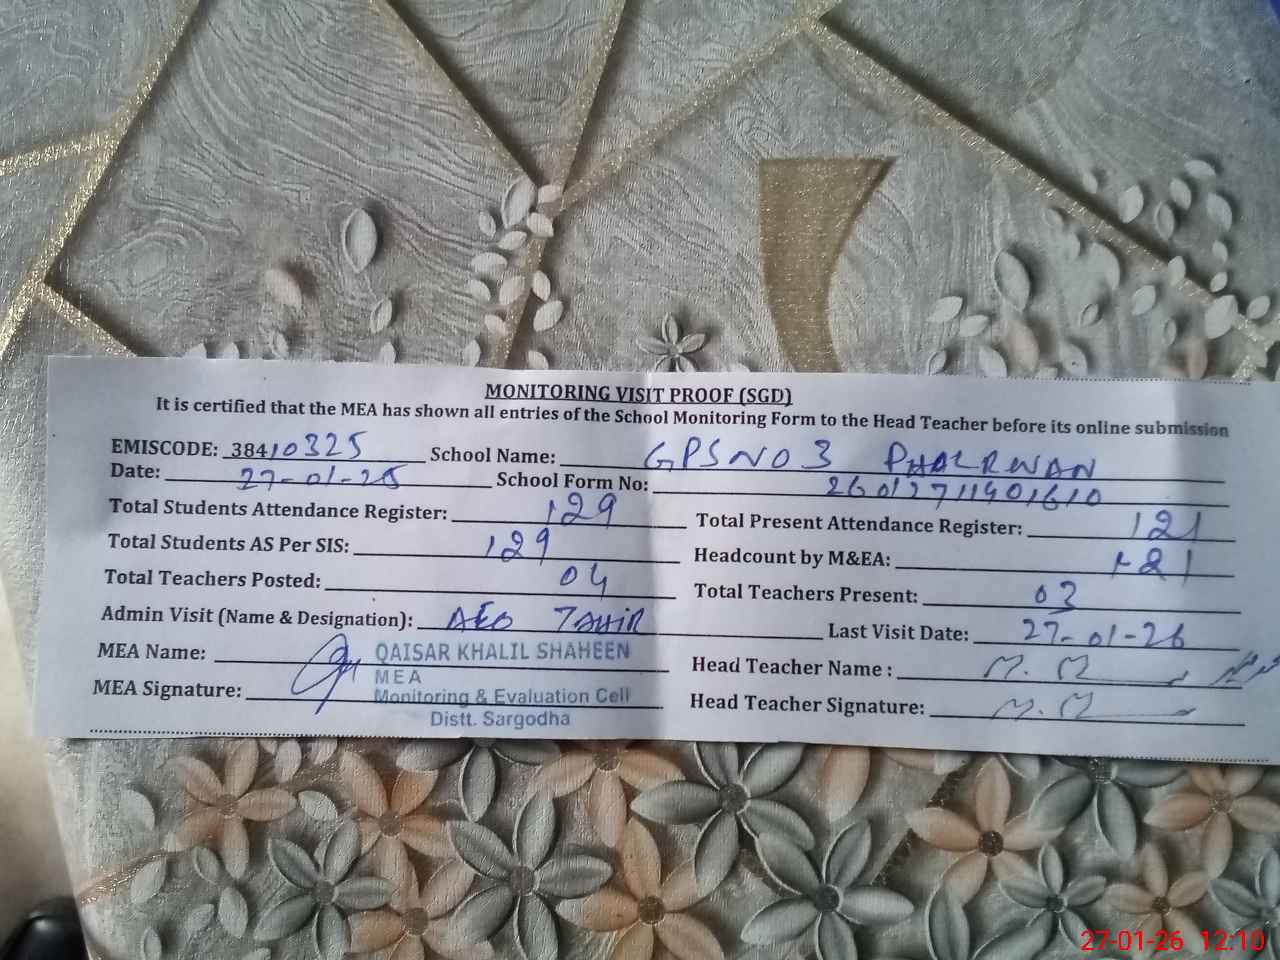 MONITORING VISIT PROOF (SGD)
It is certified that the MEA has shown all entries of the School Monitoring Form to the Head Teacher before its online submission
EMISCODE: 38410325 School Name: GPS NO 3 PHALRWAN
Date: 27-01-26 School Form No: 26012711401610
Total Students Attendance Register: 129 Total Present Attendance Register: 121
Total Students AS Per SIS: 129 Headcount by M&EA: 121
Total Teachers Posted: 04 Total Teachers Present: 03
Admin Visit (Name & Designation): AEO TAHIR Last Visit Date: 27-01-26
MEA Name: QAISAR KHALIL SHAHEEN Head Teacher Name :
MEA
MEA Signature: Monitoring & Evaluation Cell Head Teacher Signature:
Distt. Sargodha
27-01-26 12:10